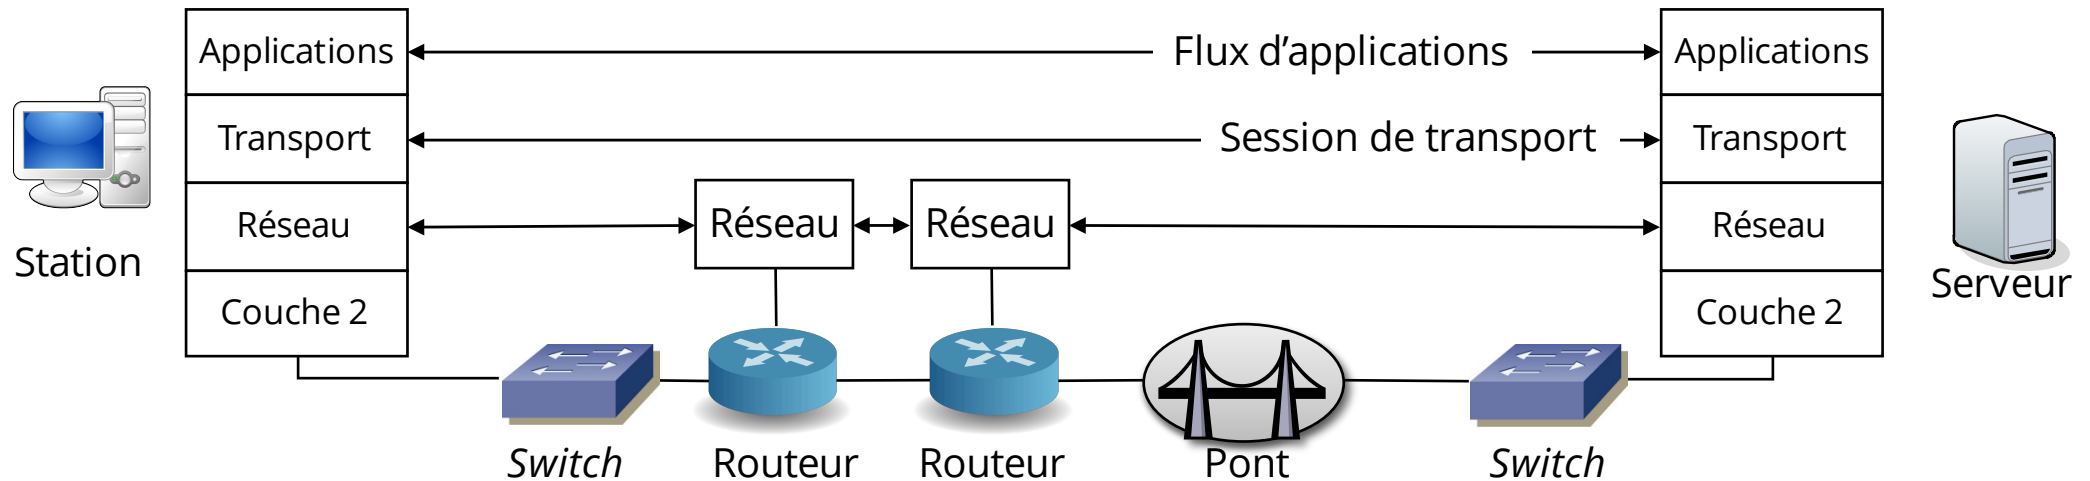 Applications
Flux d’applications
Applications
Transport
Session de transport
Transport
Réseau
Réseau
Réseau
Réseau
Station
Serveur
Couche 2
Couche 2
Switch
Routeur
Routeur
Pont
Switch